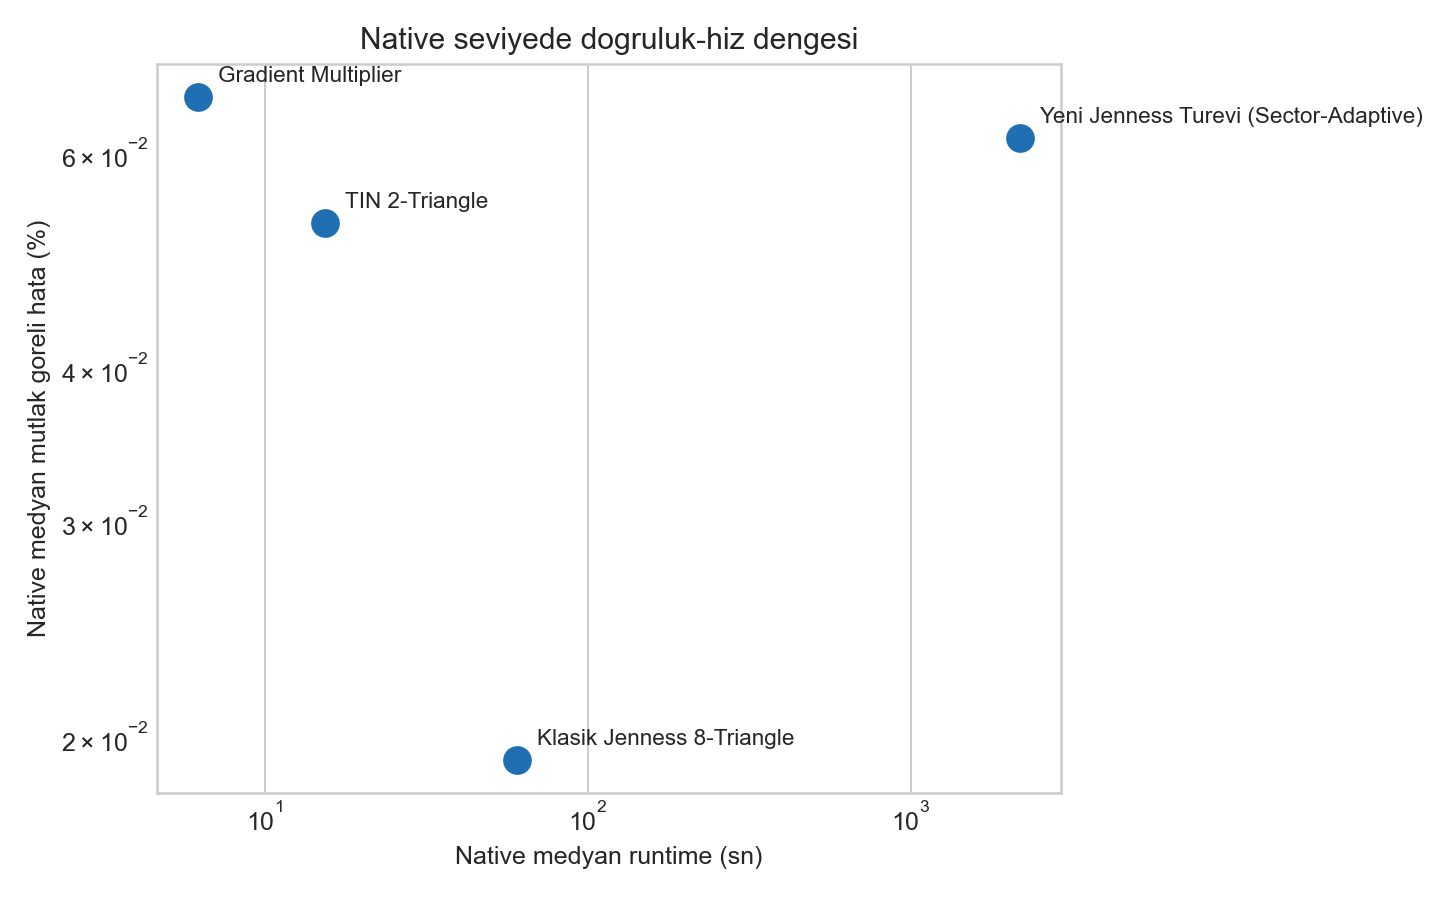 Native seviyede dogruluk-hiz dengesi
Gradient Multiplier
Yeni Jenness Turevi (Sector-Adaptive)
TIN 2-Triangle
Klasik Jenness 8-Triangle
Native medyan mutlak goreli hata (%)
6 × 10⁻²
4 × 10⁻²
3 × 10⁻²
2 × 10⁻²
10¹ 10² 10³
Native medyan runtime (sn)